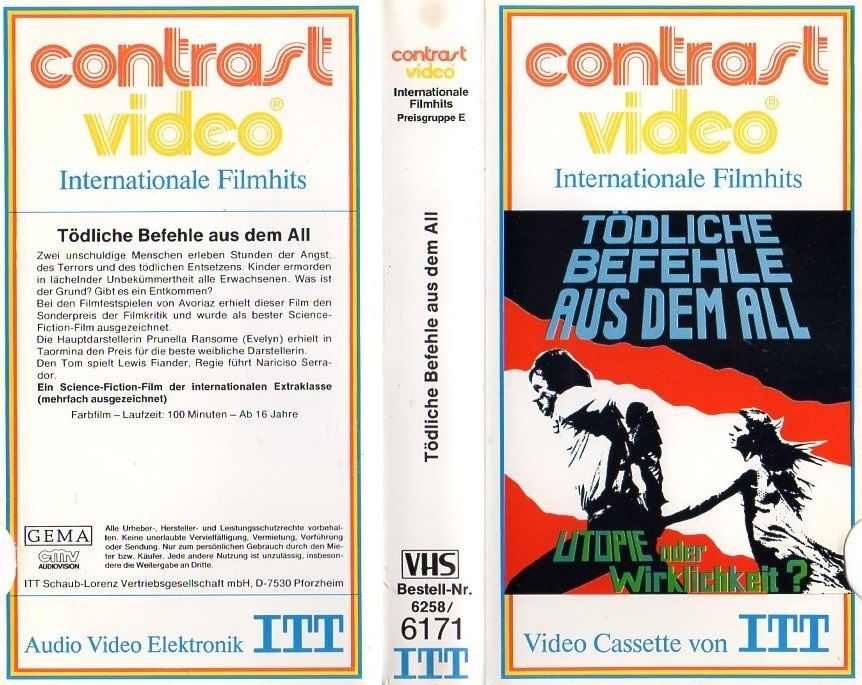 contrast
video®
Internationale Filmhits
Tödliche Befehle aus dem All
Zwei unschuldige Menschen erleben Stunden der Angst,
des Terrors und des tödlichen Entsetzens. Kinder ermorden
in lächelnder Unbekümmertheit alle Erwachsenen. Was ist
der Grund? Gibt es ein Entkommen?
Bei den Filmfestspielen von Avoriaz erhielt dieser Film den
Sonderpreis der Filmkritik und wurde als bester Science-
Fiction-Film ausgezeichnet.
Die Hauptdarstellerin Prunella Ransome (Evelyn) erhielt in
Taormina den Preis für die beste weibliche Darstellerin.
Den Tom spielt Lewis Fiander, Regie führt Nariciso Serra-
dor.
Ein Science-Fiction-Film der internationalen Extraklasse
(mehrfach ausgezeichnet)
Farbfilm – Laufzeit: 100 Minuten – Ab 16 Jahre
GEMA
cmv
AUDIOVISION
Alle Urheber-, Hersteller- und Leistungsschutzrechte vorbehal-
ten. Keine unerlaubte Vervielfältigung, Vermietung, Vorführung
oder Sendung. Nur zum persönlichen Gebrauch durch den Mie-
ter bzw. Käufer. Jede andere Nutzung ist unzulässig, insbeson-
dere die Weitergabe an Dritte.
ITT Schaub-Lorenz Vertriebsgesellschaft mbH, D-7530 Pforzheim
Audio Video Elektronik ITT
contrast
video
Internationale
Filmhits
Preisgruppe E
Tödliche Befehle aus dem All
VHS
Bestell-Nr.
6258/
6171
ITT
contrast
video®
Internationale Filmhits
TÖDLICHE
BEFEHLE
AUS DEM ALL
UTOPIE oder
Wirklichkeit?
Video Cassette von ITT